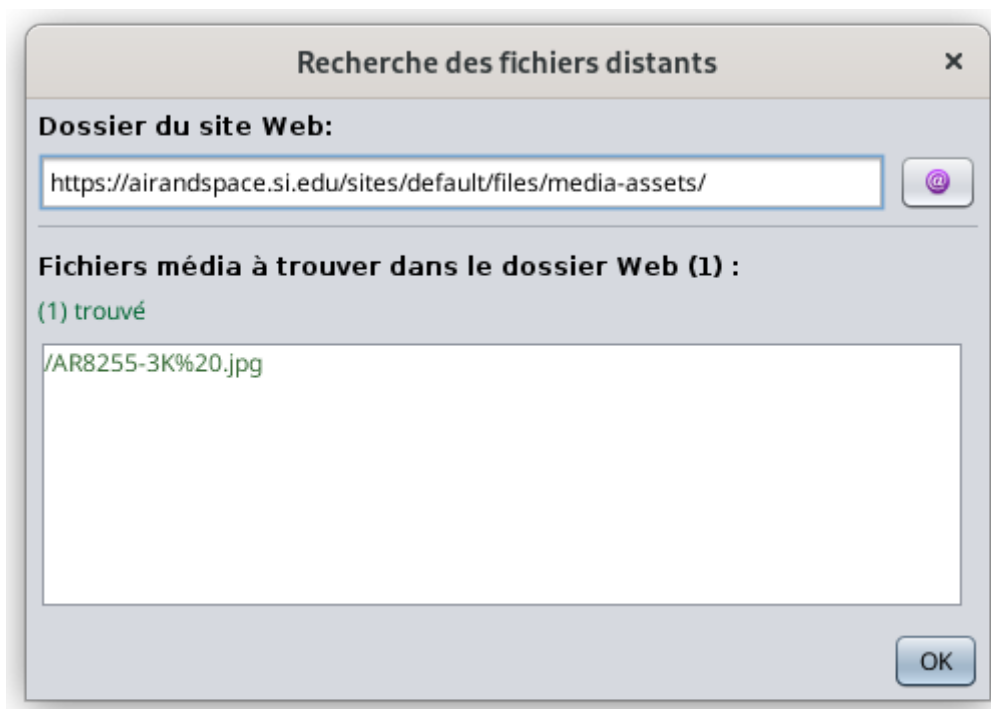 Recherche des fichiers distants ×
Dossier du site Web:
https://airandspace.si.edu/sites/default/files/media-assets/ @
Fichiers média à trouver dans le dossier Web (1) :
(1) trouvé
/AR8255-3K%20.jpg
OK